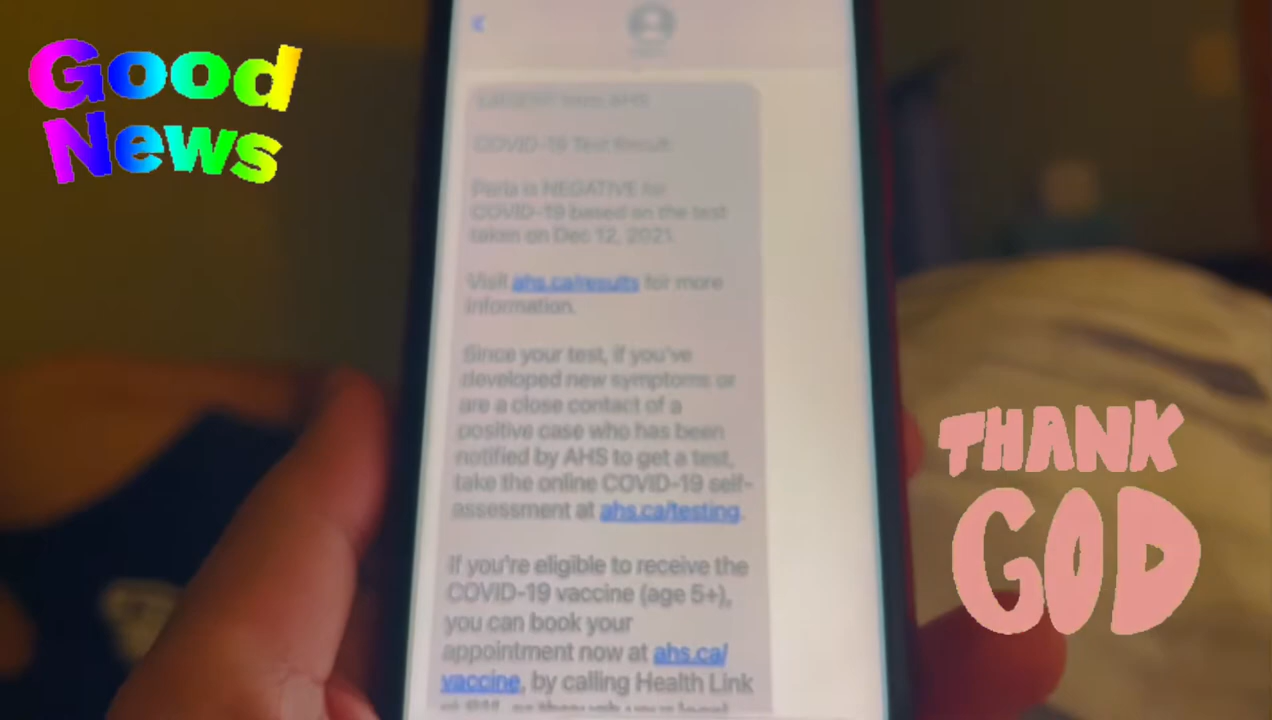 Good
News
COVID-19 Test Result:
Perla is NEGATIVE for
COVID-19 based on the test
taken on Dec 12, 2021.
Visit ahs.ca/results for more
information.
Since your test, if you've
developed new symptoms or
are a close contact of a
positive case who has been
notified by AHS to get a test,
take the online COVID-19 self-
assessment at ahs.ca/testing.
If you're eligible to receive the
COVID-19 vaccine (age 5+),
you can book your
appointment now at ahs.ca/
vaccine, by calling Health Link
THANK
GOD